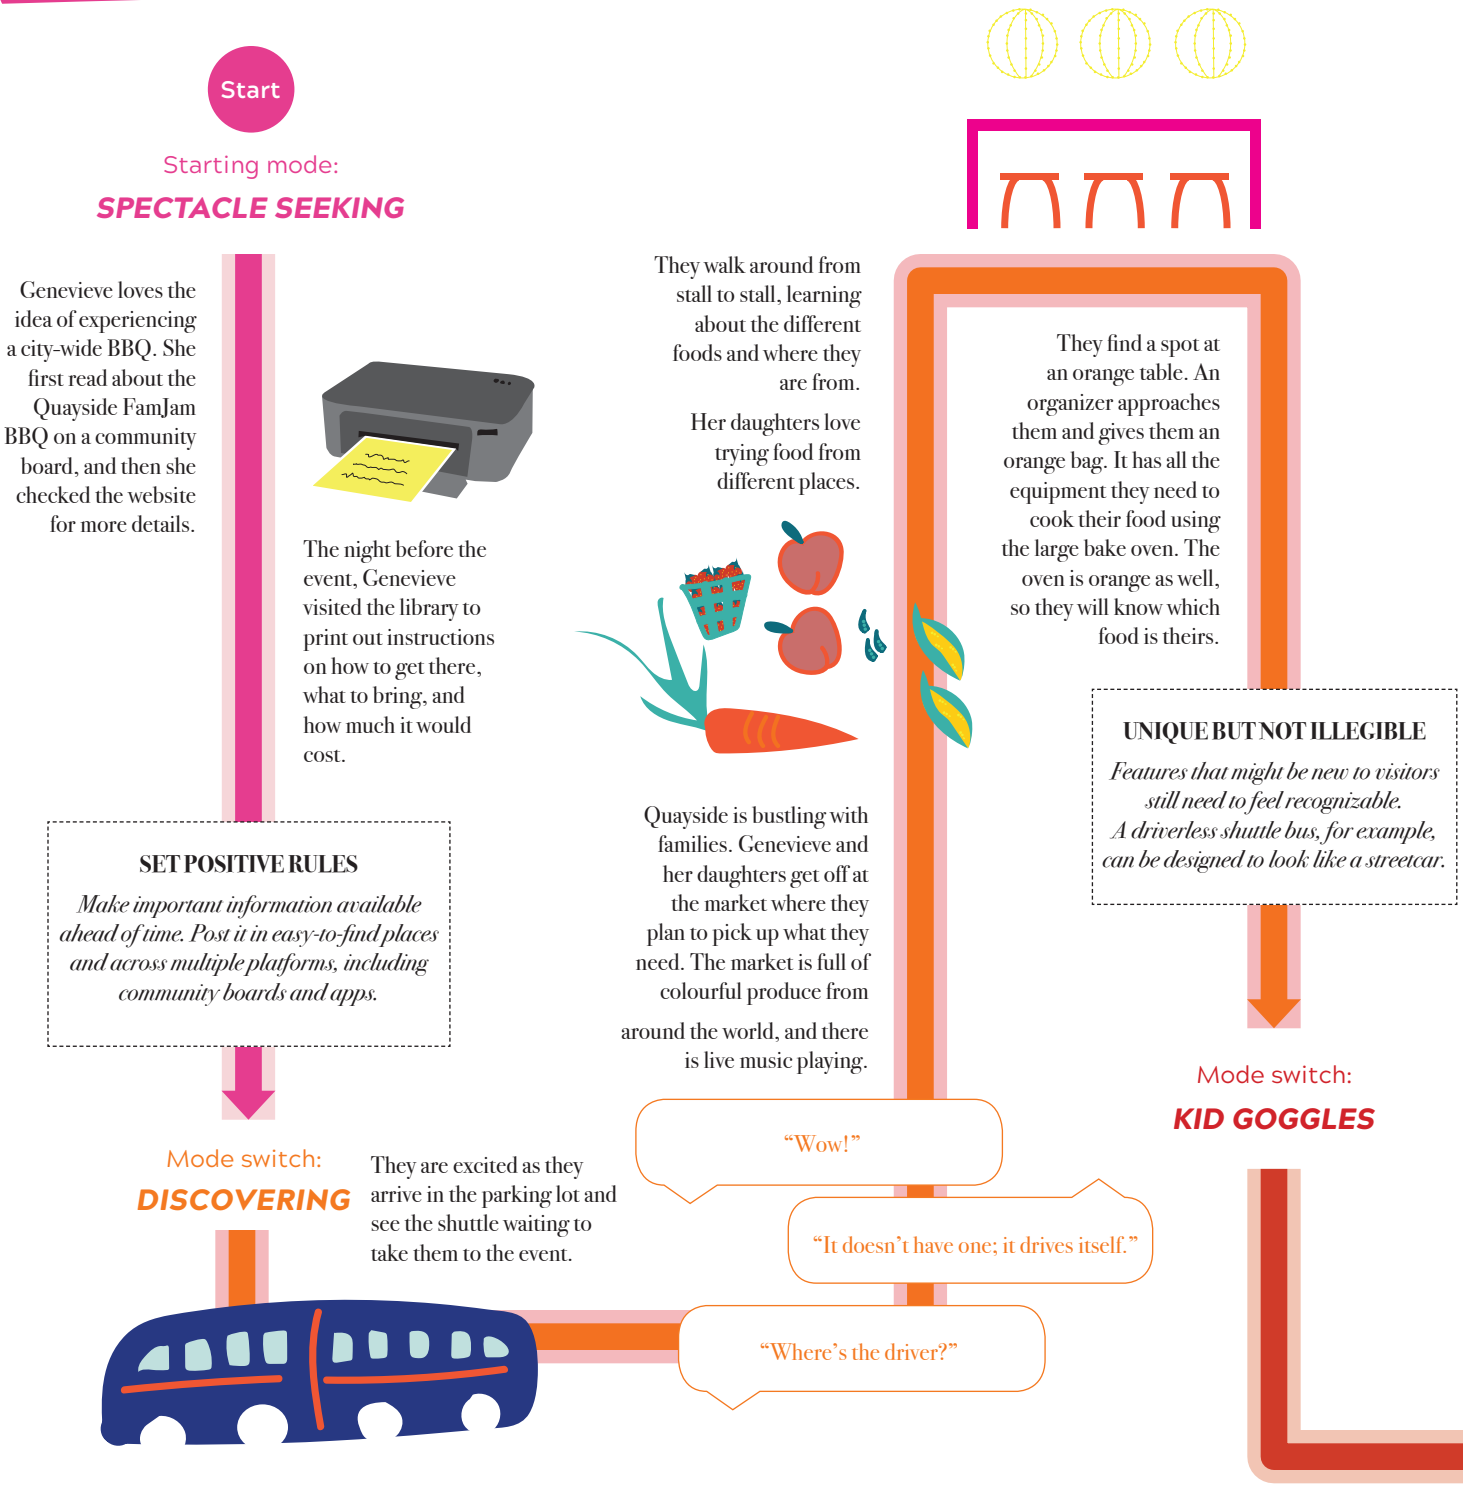 Start
Starting mode:
SPECTACLE SEEKING
Genevieve loves the
idea of experiencing
a city-wide BBQ. She
first read about the
Quayside FamJam
BBQ on a community
board, and then she
checked the website
for more details.
The night before the
event, Genevieve
visited the library to
print out instructions
on how to get there,
what to bring, and
how much it would
cost.
SET POSITIVE RULES
Make important information available
ahead of time. Post it in easy-to-find places
and across multiple platforms, including
community boards and apps.
Mode switch:
DISCOVERING
They are excited as they
arrive in the parking lot and
see the shuttle waiting to
take them to the event.
“Where’s the driver?”
“It doesn’t have one; it drives itself.”
“Wow!”
Quayside is bustling with
families. Genevieve and
her daughters get off at
the market where they
plan to pick up what they
need. The market is full of
colourful produce from
around the world, and there
is live music playing.
They walk around from
stall to stall, learning
about the different
foods and where they
are from.
Her daughters love
trying food from
different places.
They find a spot at
an orange table. An
organizer approaches
them and gives them an
orange bag. It has all the
equipment they need to
cook their food using
the large bake oven. The
oven is orange as well,
so they will know which
food is theirs.
UNIQUE BUT NOT ILLEGIBLE
Features that might be new to visitors
still need to feel recognizable.
A driverless shuttle bus, for example,
can be designed to look like a streetcar.
Mode switch:
KID GOGGLES